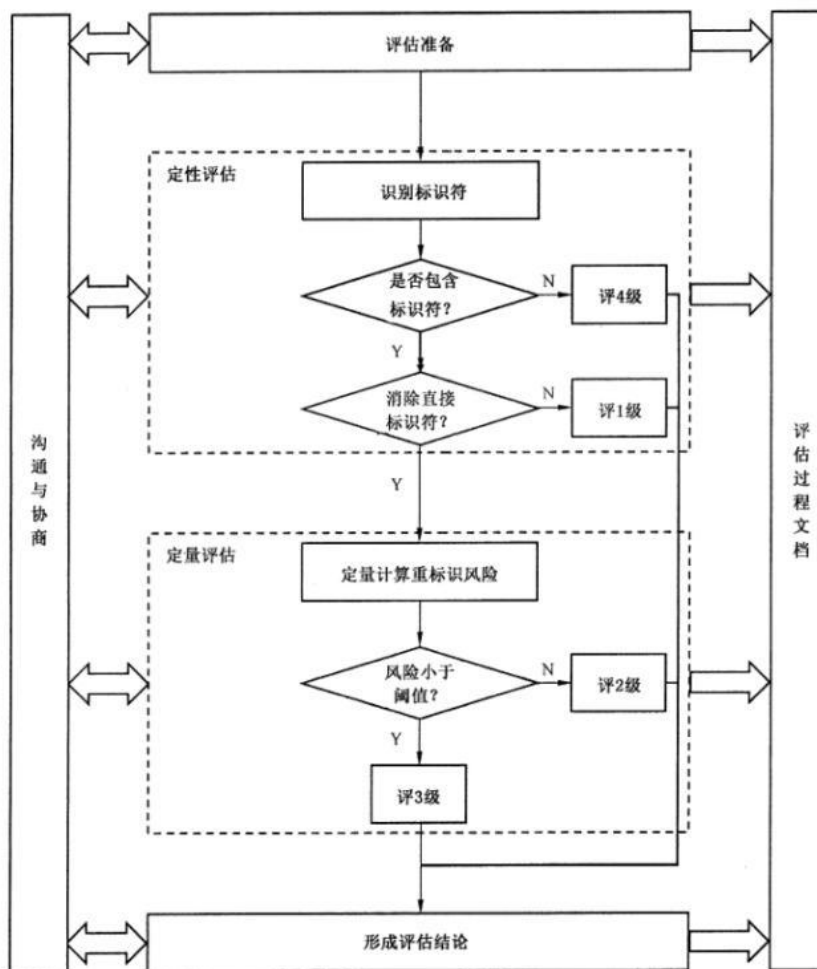 评估准备
定性评估
识别标识符
是否包含
标识符?
N
评4级
Y
消除直接
标识符?
N
评1级
Y
沟通与协商
评估过程文档
定量评估
定量计算重标识风险
风险小于
阈值?
N
评2级
Y
评3级
形成评估结论